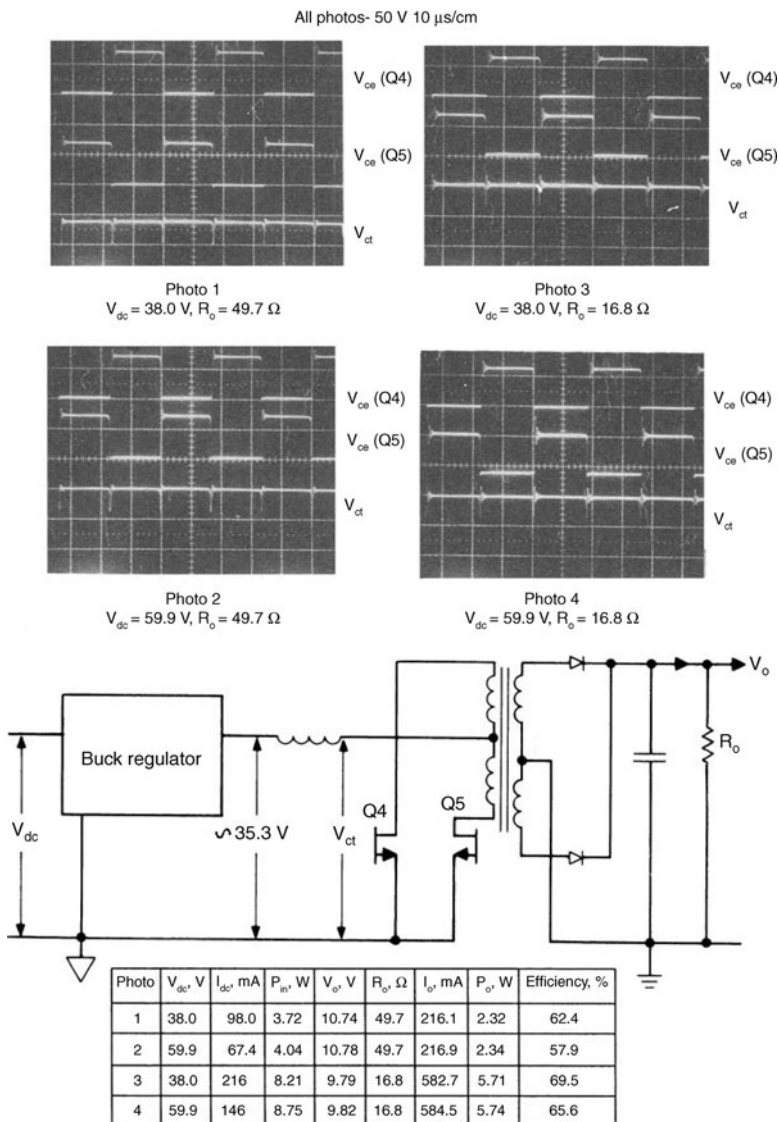 All photos- 50 V 10 μs/cm
V_ce (Q4)
V_ce (Q5)
V_ct
Photo 1
V_dc = 38.0 V, R_o = 49.7 Ω
V_ce (Q4)
V_ce (Q5)
V_ct
Photo 3
V_dc = 38.0 V, R_o = 16.8 Ω
V_ce (Q4)
V_ce (Q5)
V_ct
Photo 2
V_dc = 59.9 V, R_o = 49.7 Ω
V_ce (Q4)
V_ce (Q5)
V_ct
Photo 4
V_dc = 59.9 V, R_o = 16.8 Ω
V_o
Buck regulator
R_o
Q4
Q5
V_dc
∽ 35.3 V
V_ct
Photo V_dc, V I_dc, mA P_in, W V_o, V R_o, Ω I_o, mA P_o, W Efficiency, %
1 38.0 98.0 3.72 10.74 49.7 216.1 2.32 62.4
2 59.9 67.4 4.04 10.78 49.7 216.9 2.34 57.9
3 38.0 216 8.21 9.79 16.8 582.7 5.71 69.5
4 59.9 146 8.75 9.82 16.8 584.5 5.74 65.6